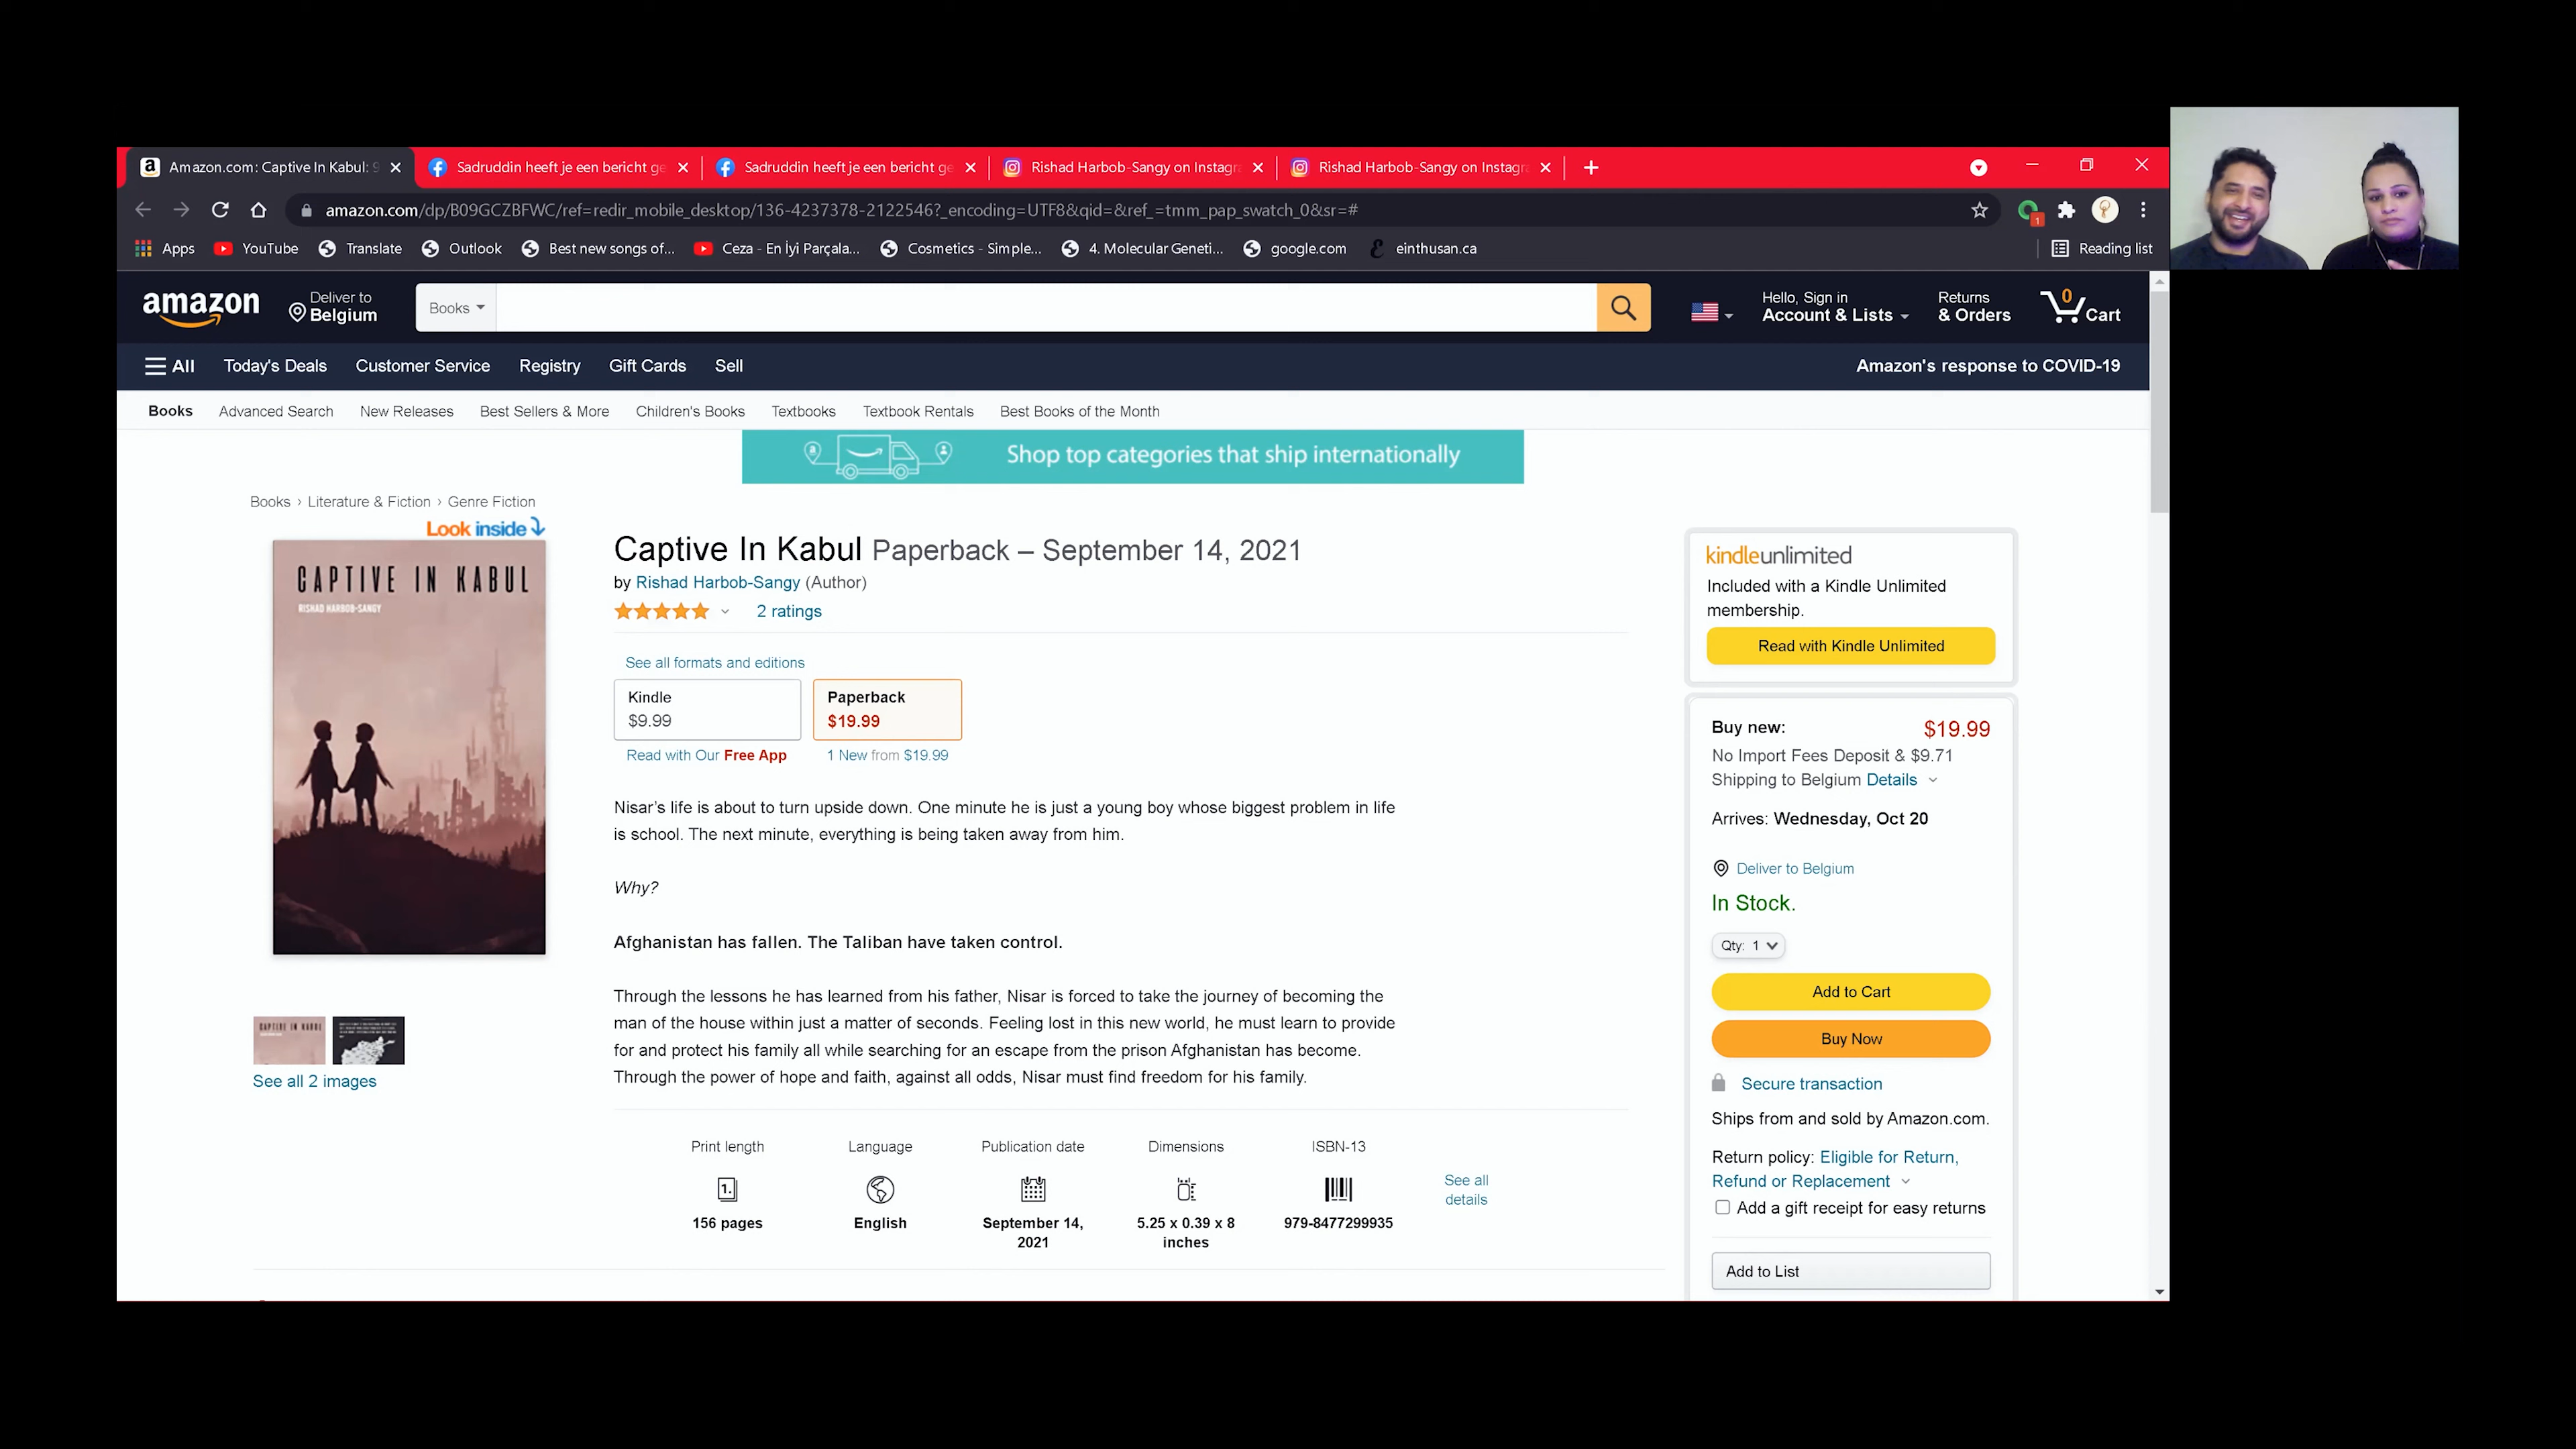 Amazon.com: Captive In Kabul: 9
Sadruddin heeft je een bericht ge
Sadruddin heeft je een bericht ge
Rishad Harbob-Sangy on Instagra
Rishad Harbob-Sangy on Instagra
amazon.com/dp/B09GCZBFWC/ref=redir_mobile_desktop/136-4237378-2122546?_encoding=UTF8&qid=&ref_=tmm_pap_swatch_0&sr=#
1
Apps YouTube Translate Outlook Best new songs of... Ceza - En İyi Parçala... Cosmetics - Simple... 4. Molecular Geneti... google.com einthusan.ca Reading list
amazon
Deliver to
Belgium
Books
Hello, Sign in
Account & Lists
Returns
& Orders
0
Cart
All Today's Deals Customer Service Registry Gift Cards Sell Amazon's response to COVID-19
Books Advanced Search New Releases Best Sellers & More Children's Books Textbooks Textbook Rentals Best Books of the Month
Shop top categories that ship internationally
Books › Literature & Fiction › Genre Fiction
Look inside
CAPTIVE IN KABUL
RISHAD HARBOB-SANGY
CAPTIVE IN KABUL
See all 2 images
Captive In Kabul Paperback – September 14, 2021
by Rishad Harbob-Sangy (Author)
2 ratings
See all formats and editions
Kindle
$9.99
Paperback
$19.99
Read with Our Free App
1 New from $19.99
Nisar's life is about to turn upside down. One minute he is just a young boy whose biggest problem in life
is school. The next minute, everything is being taken away from him.
Why?
Afghanistan has fallen. The Taliban have taken control.
Through the lessons he has learned from his father, Nisar is forced to take the journey of becoming the
man of the house within just a matter of seconds. Feeling lost in this new world, he must learn to provide
for and protect his family all while searching for an escape from the prison Afghanistan has become.
Through the power of hope and faith, against all odds, Nisar must find freedom for his family.
Print length
1.
156 pages
Language
English
Publication date
September 14,
2021
Dimensions
5.25 x 0.39 x 8
inches
ISBN-13
979-8477299935
See all
details
kindleunlimited
Included with a Kindle Unlimited
membership.
Read with Kindle Unlimited
Buy new: $19.99
No Import Fees Deposit & $9.71
Shipping to Belgium Details
Arrives: Wednesday, Oct 20
Deliver to Belgium
In Stock.
Qty: 1
Add to Cart
Buy Now
Secure transaction
Ships from and sold by Amazon.com.
Return policy: Eligible for Return,
Refund or Replacement
Add a gift receipt for easy returns
Add to List